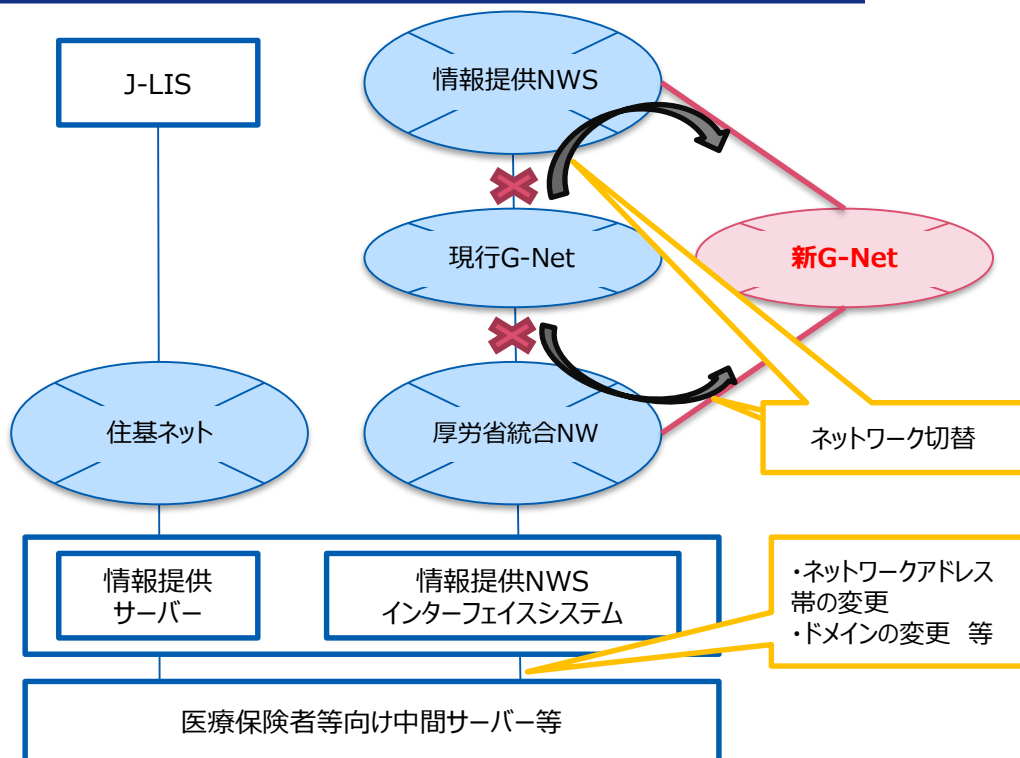 J-LIS
情報提供NWS
現行G-Net
新G-Net
住基ネット
厚労省統合NW
ネットワーク切替
情報提供
サーバー
情報提供NWS
インターフェイスシステム
・ネットワークアドレス
帯の変更
・ドメインの変更　等
医療保険者等向け中間サーバー等